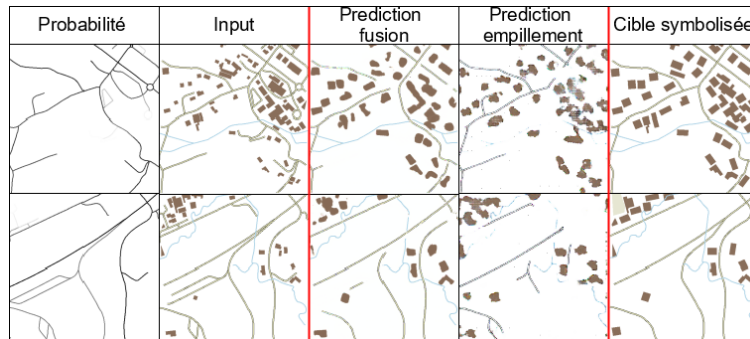 Probabilité
Input
Prediction
fusion
Prediction
empillement
Cible symbolisée